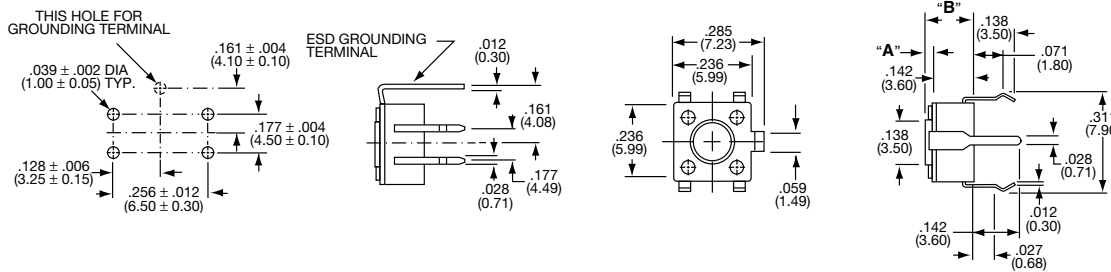 THIS HOLE FOR
GROUNDING TERMINAL
.161 ± .004
(4.10 ± 0.10)
.039 ± .002 DIA
(1.00 ± 0.05) TYP.
.177 ± .004
(4.50 ± 0.10)
.128 ± .006
(3.25 ± 0.15)
.256 ± .012
(6.50 ± 0.30)
ESD GROUNDING
TERMINAL
.012
(0.30)
.161
(4.08)
.177
(4.49)
.028
(0.71)
.285
(7.23)
.236
(5.99)
.236
(5.99)
.059
(1.49)
"B"
.138
(3.50)
"A"
.071
(1.80)
.142
(3.60)
.138
(3.50)
.028
(0.71)
.012
(0.30)
.142
(3.60)
.027
(0.68)